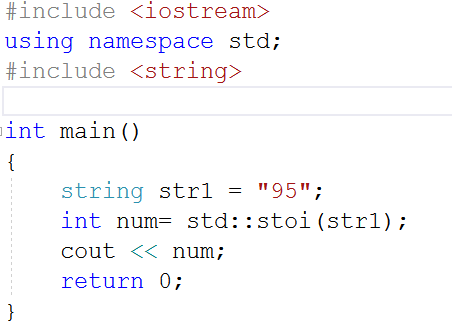 #include <iostream>
using namespace std;
#include <string>
int main()
{
string str1 = "95";
int num= std::stoi(str1);
cout << num;
return 0;
}